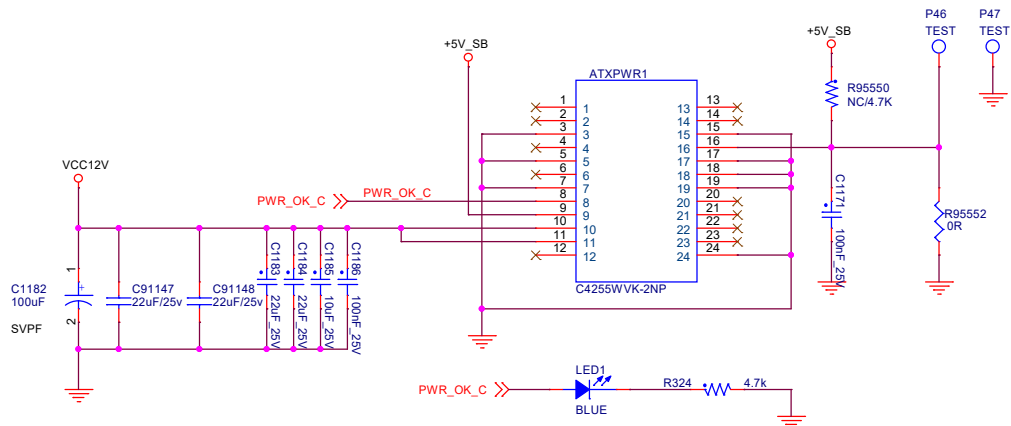 P46
TEST
P47
TEST
+5V_SB
+5V_SB
ATXPWR1
R95550
NC/4.7K
1
2
3
4
5
6
7
8
9
10
11
12
1
2
3
4
5
6
7
8
9
10
11
12
13
14
15
16
17
18
19
20
21
22
23
24
13
14
15
16
17
18
19
20
21
22
23
24
C4255WVK-2NP
VCC12V
PWR_OK_C
PWR_OK_C
C1171
100nF_25V
R95552
0R
1
C1182
100uF
2
SVPF
C91147
22uF/25v
C91148
22uF/25v
C1183
22uF_25V
C1184
22uF_25V
C1185
10uF_25V
C1186
100nF_25V
PWR_OK_C
LED1
BLUE
R324
4.7k